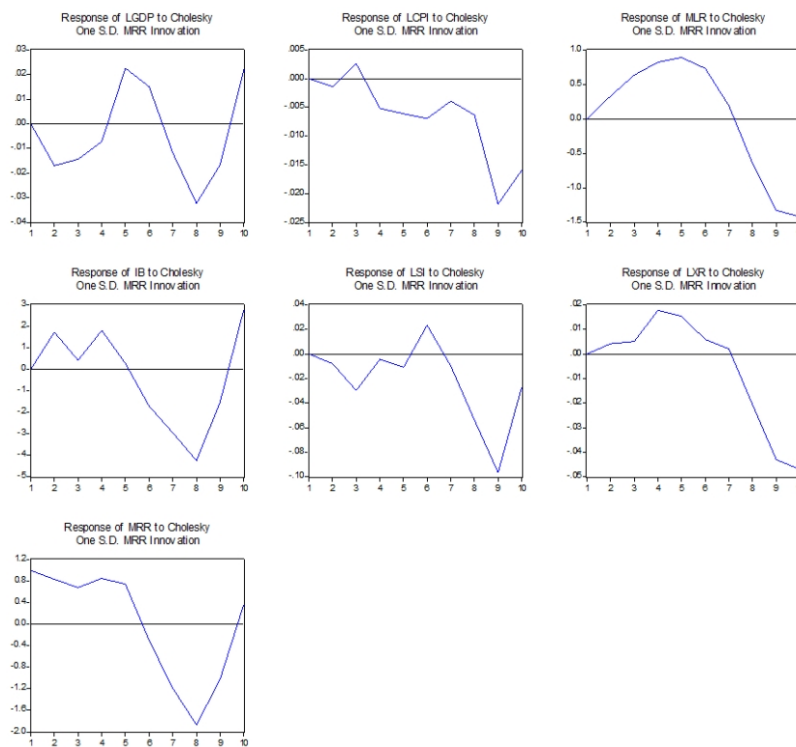 Response of LGDP to Cholesky
One S.D. MRR Innovation
.03
.02
.01
.00
-.01
-.02
-.03
-.04
1 2 3 4 5 6 7 8 9 10
Response of LCPI to Cholesky
One S.D. MRR Innovation
.005
.000
-.005
-.010
-.015
-.020
-.025
1 2 3 4 5 6 7 8 9 10
Response of MLR to Cholesky
One S.D. MRR Innovation
1.0
0.5
0.0
-0.5
-1.0
-1.5
1 2 3 4 5 6 7 8 9
Response of IB to Cholesky
One S.D. MRR Innovation
3
2
1
0
-1
-2
-3
-4
-5
1 2 3 4 5 6 7 8 9 10
Response of LSI to Cholesky
One S.D. MRR Innovation
.04
.02
.00
-.02
-.04
-.06
-.08
-.10
1 2 3 4 5 6 7 8 9 10
Response of LXR to Cholesky
One S.D. MRR Innovation
.02
.01
.00
-.01
-.02
-.03
-.04
-.05
1 2 3 4 5 6 7 8 9
Response of MRR to Cholesky
One S.D. MRR Innovation
1.2
0.8
0.4
0.0
-0.4
-0.8
-1.2
-1.6
-2.0
1 2 3 4 5 6 7 8 9 10